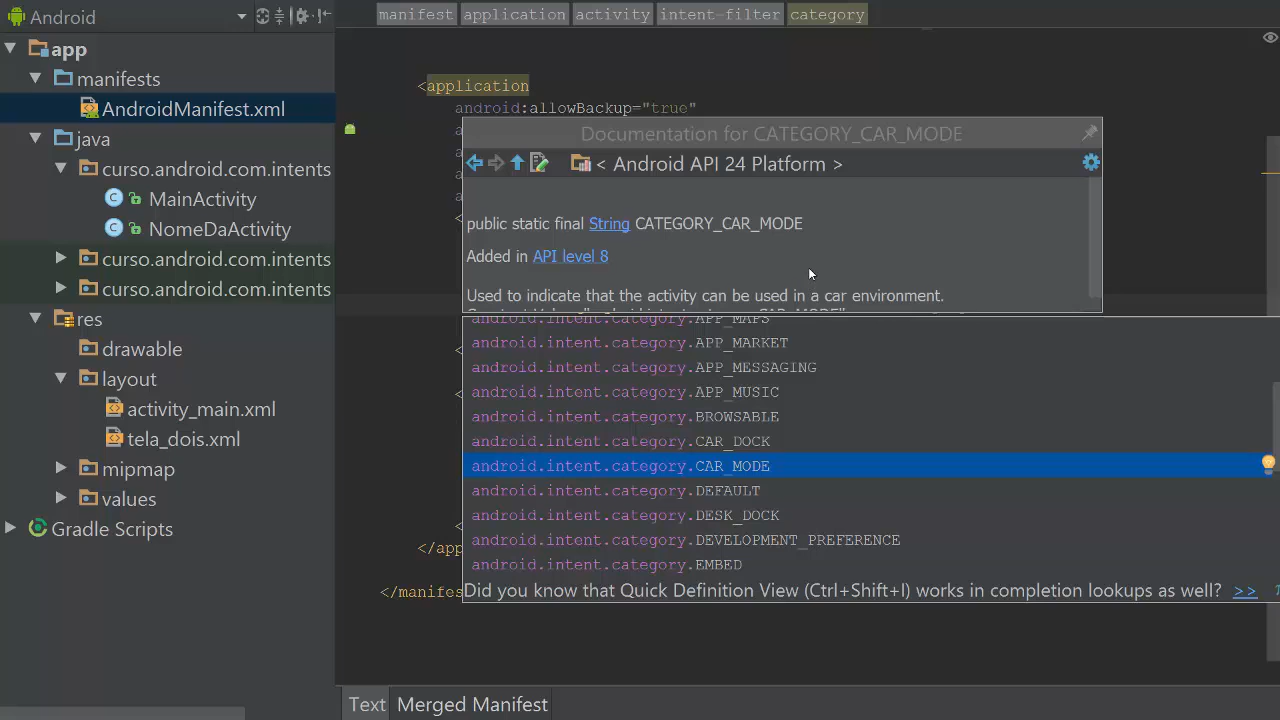 Android
manifest application activity intent-filter category
app
manifests
AndroidManifest.xml
java
curso.android.com.intents
MainActivity
NomeDaActivity
curso.android.com.intents
curso.android.com.intents
res
drawable
layout
activity_main.xml
tela_dois.xml
mipmap
values
Gradle Scripts
<application
android:allowBackup="true"
Documentation for CATEGORY_CAR_MODE
< Android API 24 Platform >
public static final String CATEGORY_CAR_MODE
Added in API level 8
Used to indicate that the activity can be used in a car environment.
android.intent.category.APP_MAPS
android.intent.category.APP_MARKET
android.intent.category.APP_MESSAGING
android.intent.category.APP_MUSIC
android.intent.category.BROWSABLE
android.intent.category.CAR_DOCK
android.intent.category.CAR_MODE
android.intent.category.DEFAULT
android.intent.category.DESK_DOCK
android.intent.category.DEVELOPMENT_PREFERENCE
android.intent.category.EMBED
Did you know that Quick Definition View (Ctrl+Shift+I) works in completion lookups as well? >>
</app
</manifes
Text Merged Manifest